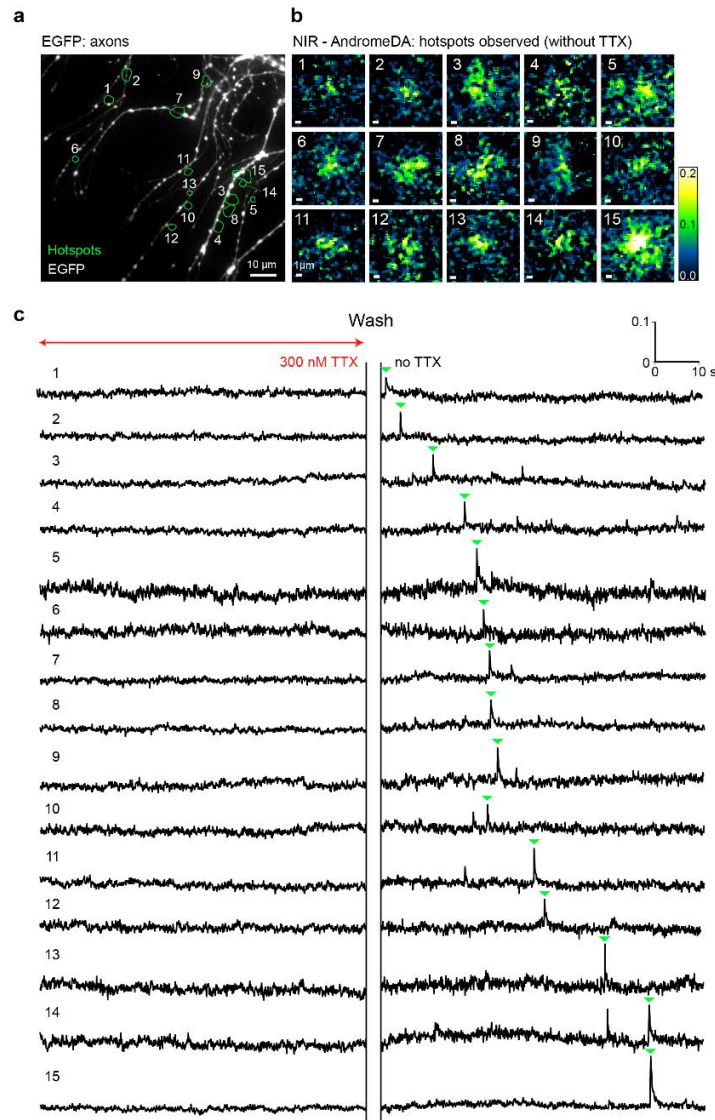 a
EGFP: axons
1
2
9
7
6
11
13
10
12
3
8
4
15
14
5
Hotspots
EGFP
10 µm
b
NIR - AndromeDA: hotspots observed (without TTX)
1 2 3 4 5
6 7 8 9 10
11 12 13 14 15
1µm
0.2
0.1
0.0
c
Wash
300 nM TTX
no TTX
0.1
0 10 s
1
2
3
4
5
6
7
8
9
10
11
12
13
14
15